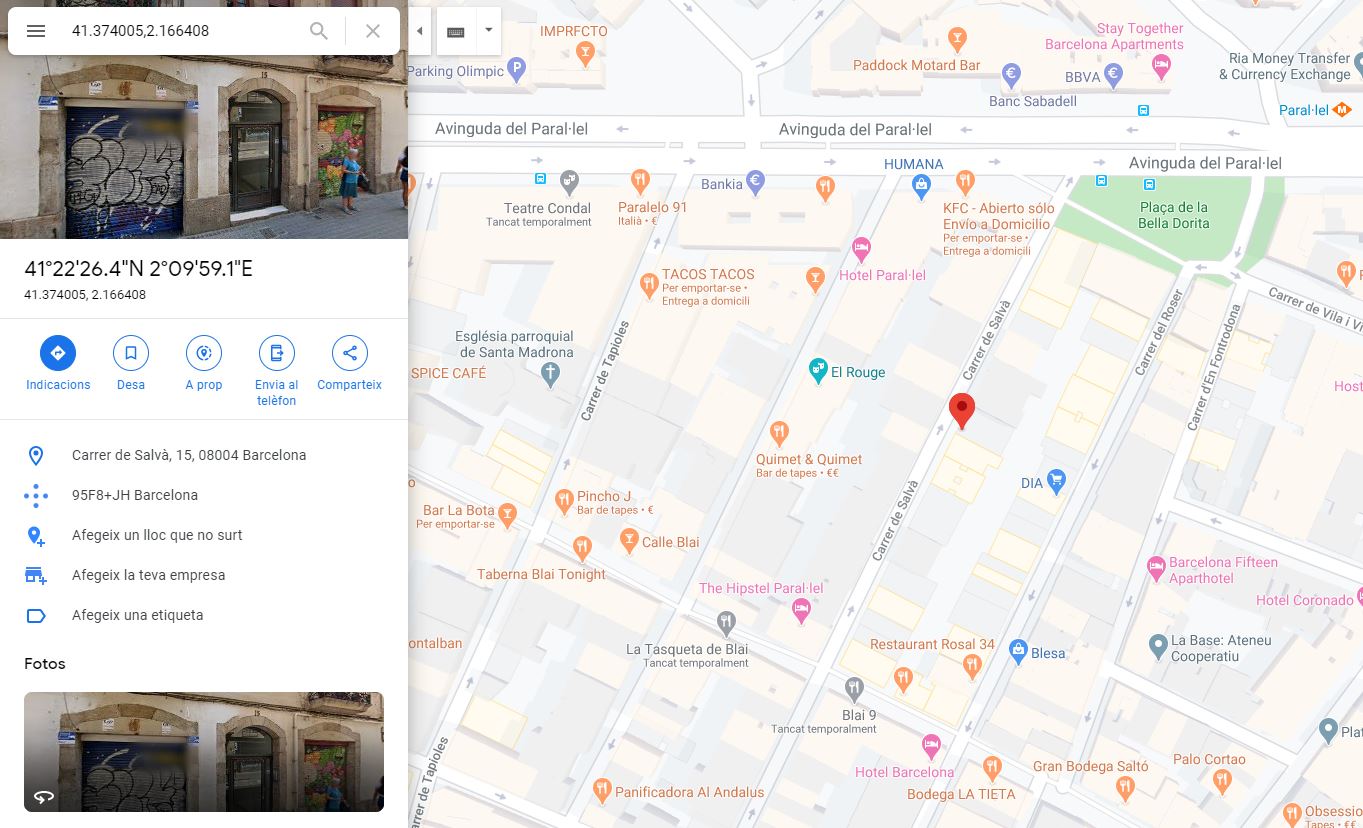 41.374005,2.166408
15
41°22'26.4"N 2°09'59.1"E
41.374005, 2.166408
Indicacions
Desa
A prop
Envia al
telèfon
Comparteix
Carrer de Salvà, 15, 08004 Barcelona
95F8+JH Barcelona
Afegeix un lloc que no surt
Afegeix la teva empresa
Afegeix una etiqueta
Fotos
IMPRFCTO
Parking Olimpic
P
Paddock Motard Bar
Stay Together
Barcelona Apartments
BBVA
Banc Sabadell
Ria Money Transfer
& Currency Exchange
Paral·lel
M
Avinguda del Paral·lel
Avinguda del Paral·lel
Avinguda del Paral·lel
HUMANA
Teatre Condal
Tancat temporalment
Paralelo 91
Italià • €
Bankia
KFC - Abierto sólo
Envío a Domicilio
Per emportar-se •
Entrega a domicili
Plaça de la
Bella Dorita
Hotel Paral·lel
TACOS TACOS
Per emportar-se •
Entrega a domicili
Carrer de Vila i Vi
Església parroquial
de Santa Madrona
SPICE CAFÉ
Carrer de Tapioles
El Rouge
Carrer de Salvà
Carrer del Roser
Carrer d'En Fontrodona
Host
Quimet & Quimet
Bar de tapes • €€
DIA
Carrer de Salvà
Bar La Bota
Per emportar-se
Pincho J
Bar de tapes • €
Calle Blai
Taberna Blai Tonight
The Hipstel Paral·lel
Barcelona Fifteen
Aparthotel
Hotel Coronado
ontalban
La Tasqueta de Blai
Tancat temporalment
Restaurant Rosal 34
Blesa
La Base: Ateneu
Cooperatiu
Blai 9
Tancat temporalment
Plat
Carrer de Tapioles
Hotel Barcelona
Bodega LA TIETA
Gran Bodega Saltó
Palo Cortao
Panificadora Al Andalus
Obsessio
Tapes • €€